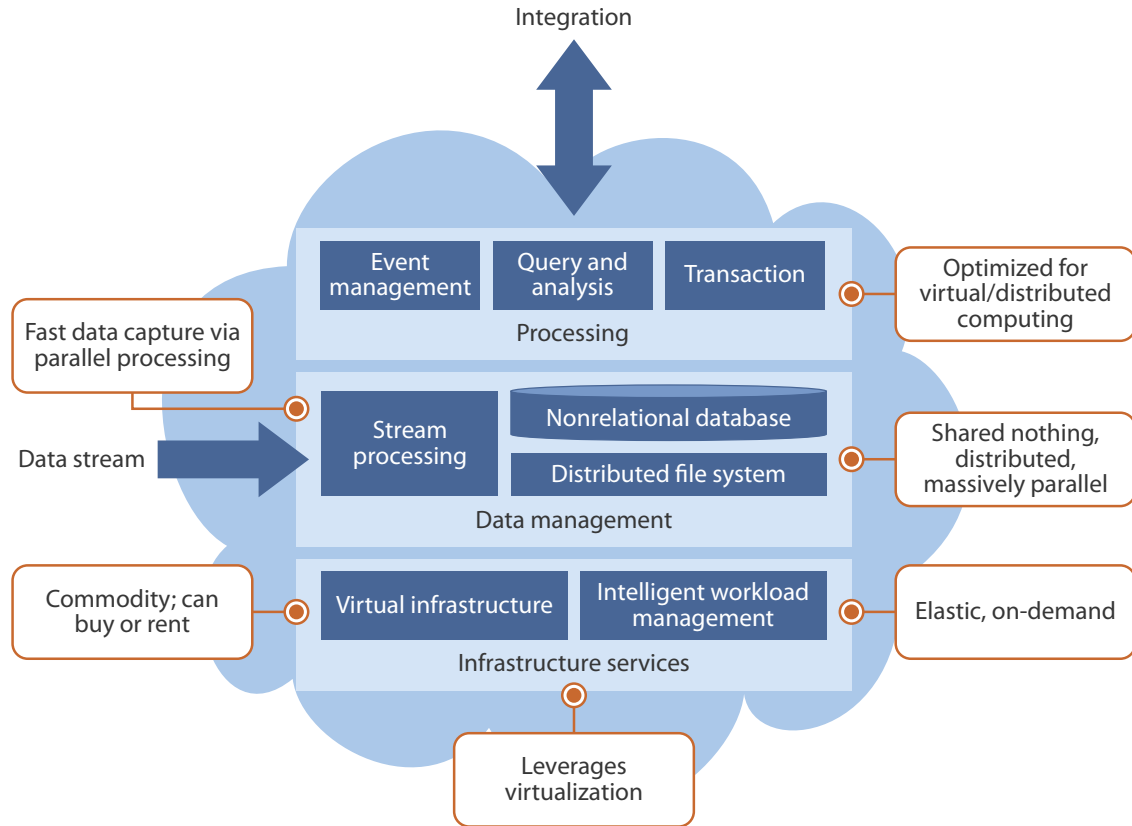 Integration
Event
management
Query and
analysis
Transaction
Processing
Optimized for
virtual/distributed
computing
Fast data capture via
parallel processing
Data stream
Stream
processing
Nonrelational database
Distributed file system
Data management
Shared nothing,
distributed,
massively parallel
Commodity; can
buy or rent
Virtual infrastructure
Intelligent workload
management
Infrastructure services
Elastic, on-demand
Leverages
virtualization